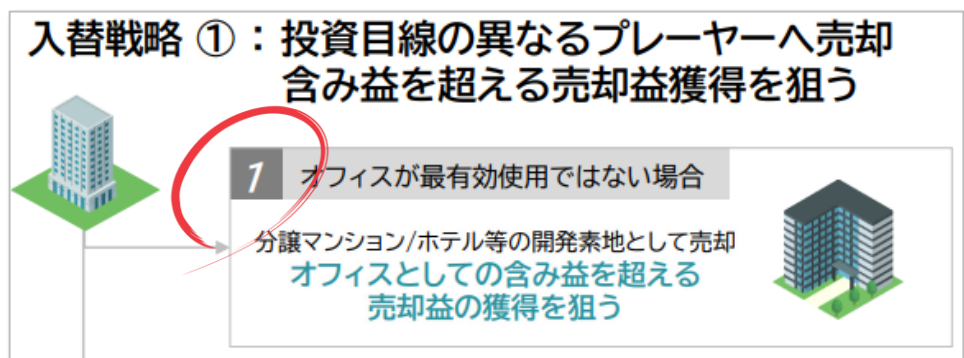 入替戦略 ①：投資目線の異なるプレーヤーへ売却
含み益を超える売却益獲得を狙う
1 オフィスが最有効使用ではない場合
分譲マンション/ホテル等の開発素地として売却
オフィスとしての含み益を超える
売却益の獲得を狙う